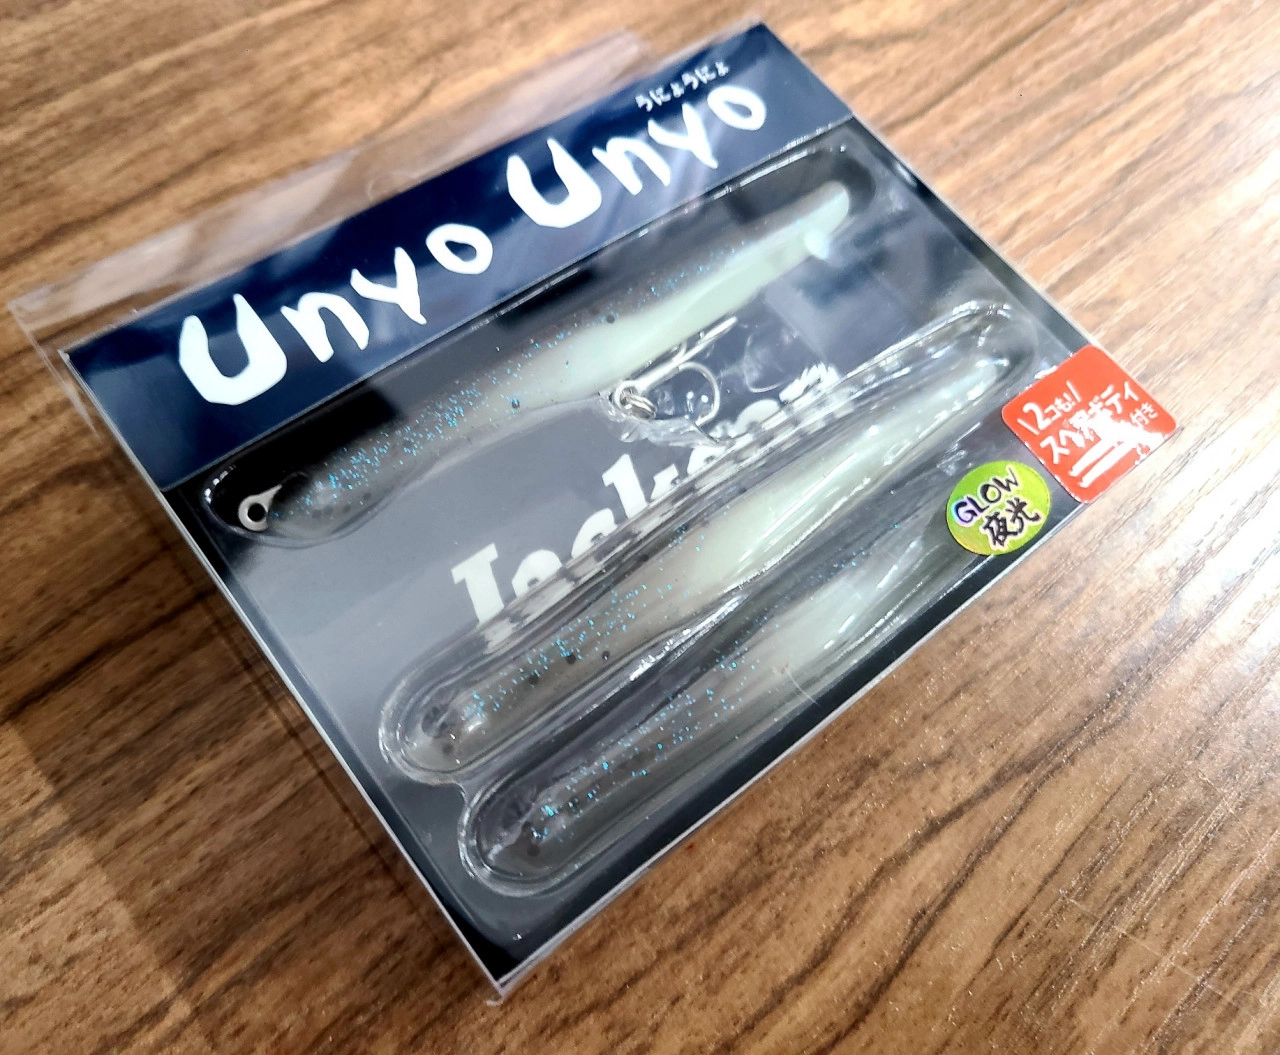 うにょうにょ
Unyo Unyo
\2コも!/
スペアボディ
付き
GLOW
夜光